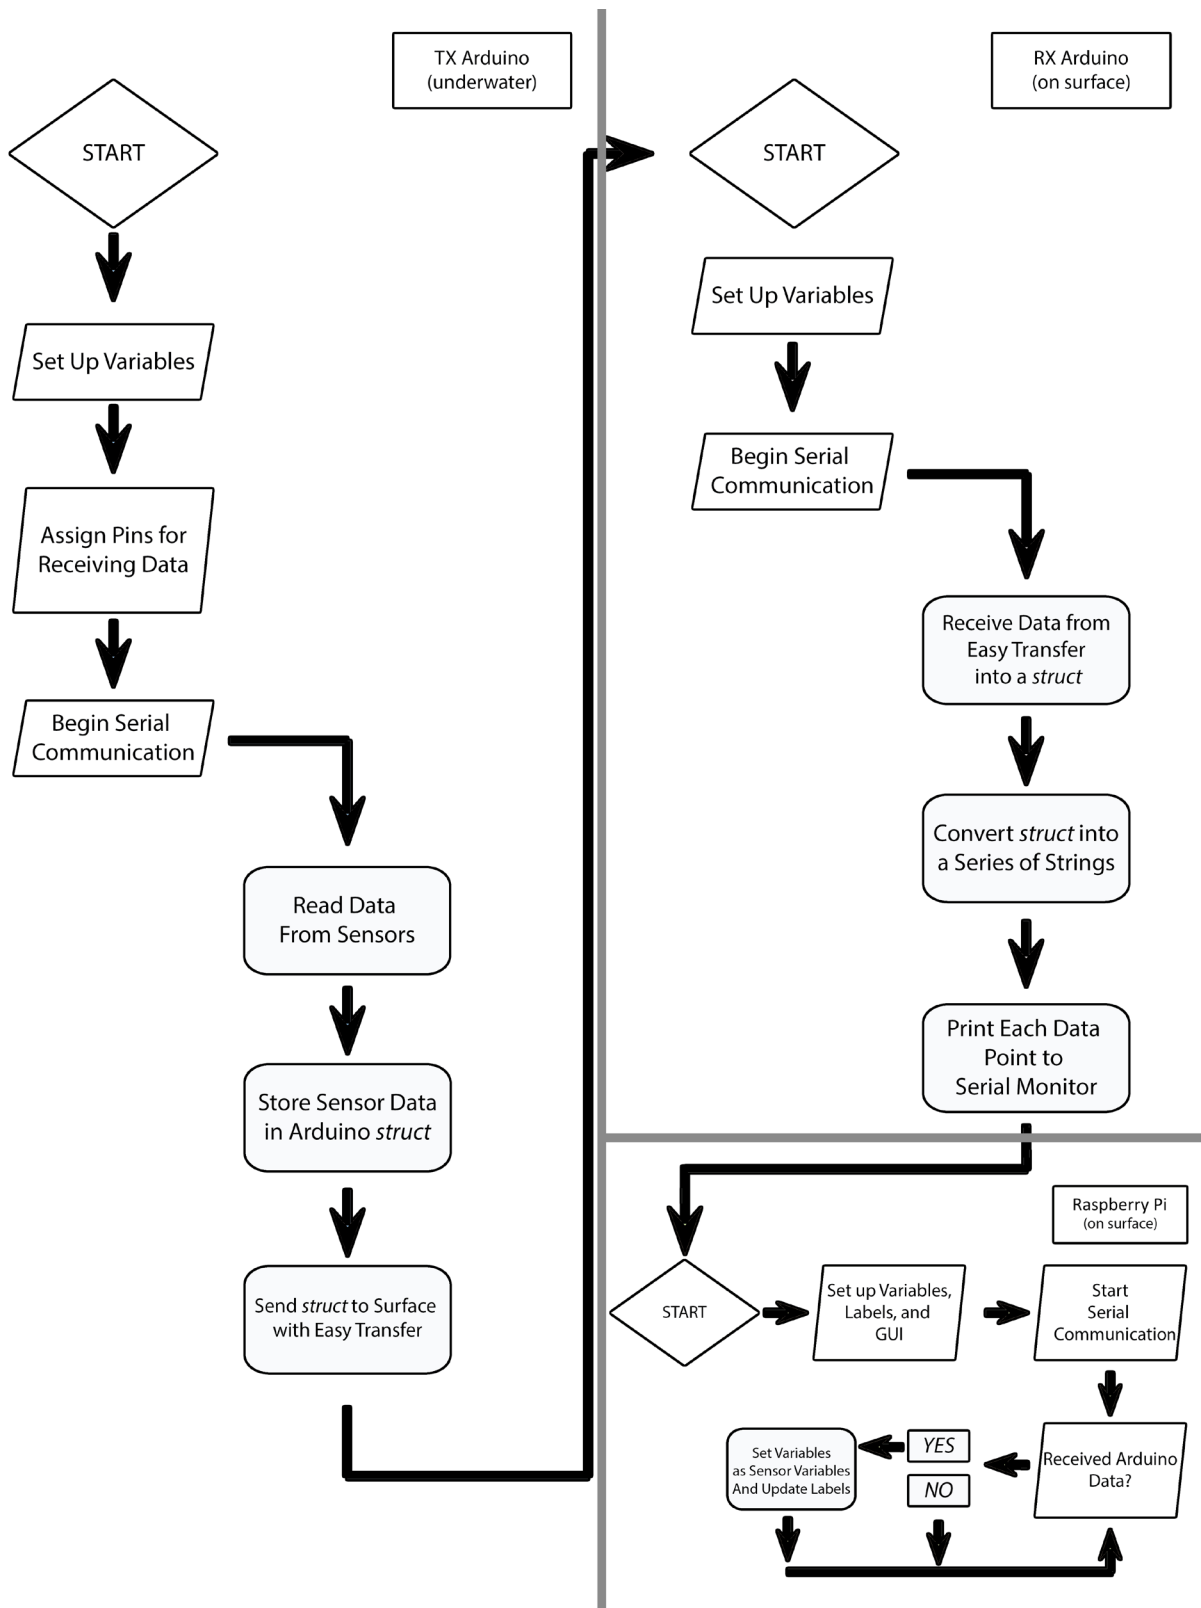 TX Arduino
(underwater)
START
Set Up Variables
Assign Pins for
Receiving Data
Begin Serial
Communication
Read Data
From Sensors
Store Sensor Data
in Arduino struct
Send struct to Surface
with Easy Transfer
RX Arduino
(on surface)
START
Set Up Variables
Begin Serial
Communication
Receive Data from
Easy Transfer
into a struct
Convert struct into
a Series of Strings
Print Each Data
Point to
Serial Monitor
Raspberry Pi
(on surface)
START
Set up Variables,
Labels, and
GUI
Start
Serial
Communication
Received Arduino
Data?
YES
NO
Set Variables
as Sensor Variables
And Update Labels